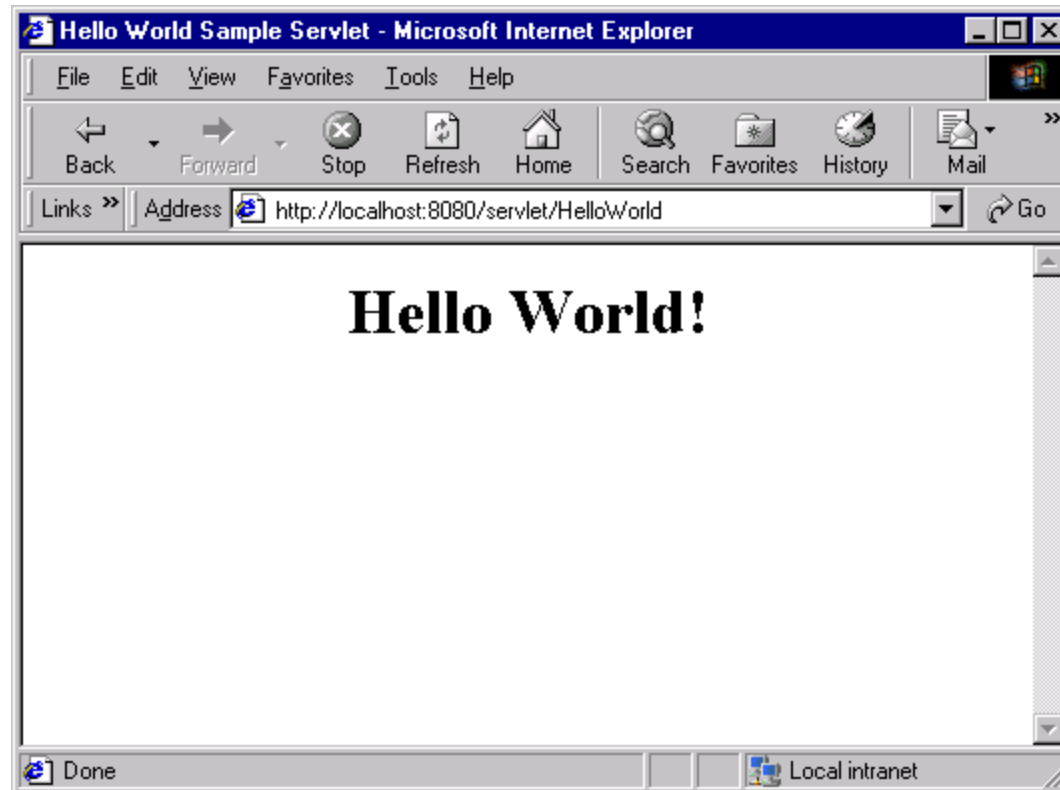 Hello World Sample Servlet - Microsoft Internet Explorer
File Edit View Favorites Tools Help
Back Forward Stop Refresh Home Search Favorites History Mail »
Links » Address http://localhost:8080/servlet/HelloWorld Go
Hello World!
Done Local intranet